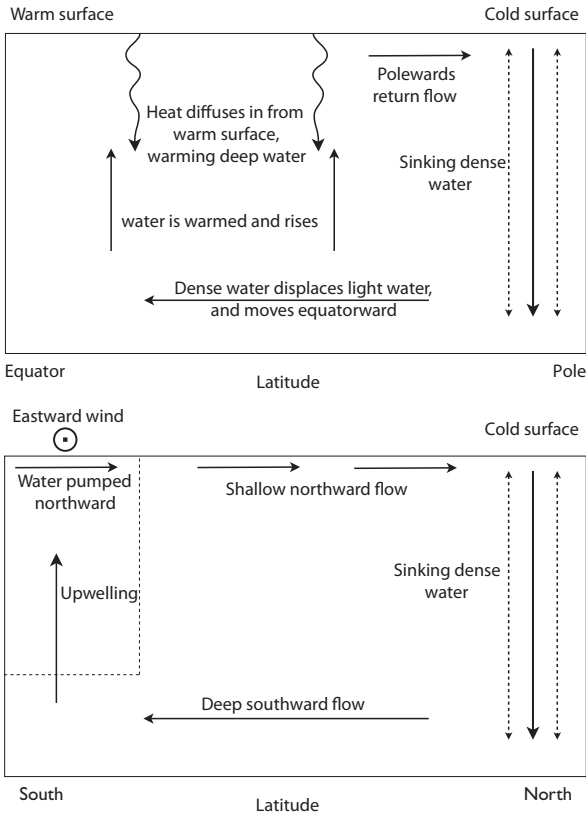 Warm surface
Cold surface
Polewards
return flow
Heat diffuses in from
warm surface,
warming deep water
Sinking dense
water
water is warmed and rises
Dense water displaces light water,
and moves equatorward
Equator
Latitude
Pole
Eastward wind
Cold surface
Water pumped
northward
Shallow northward flow
Sinking dense
water
Upwelling
Deep southward flow
South
Latitude
North